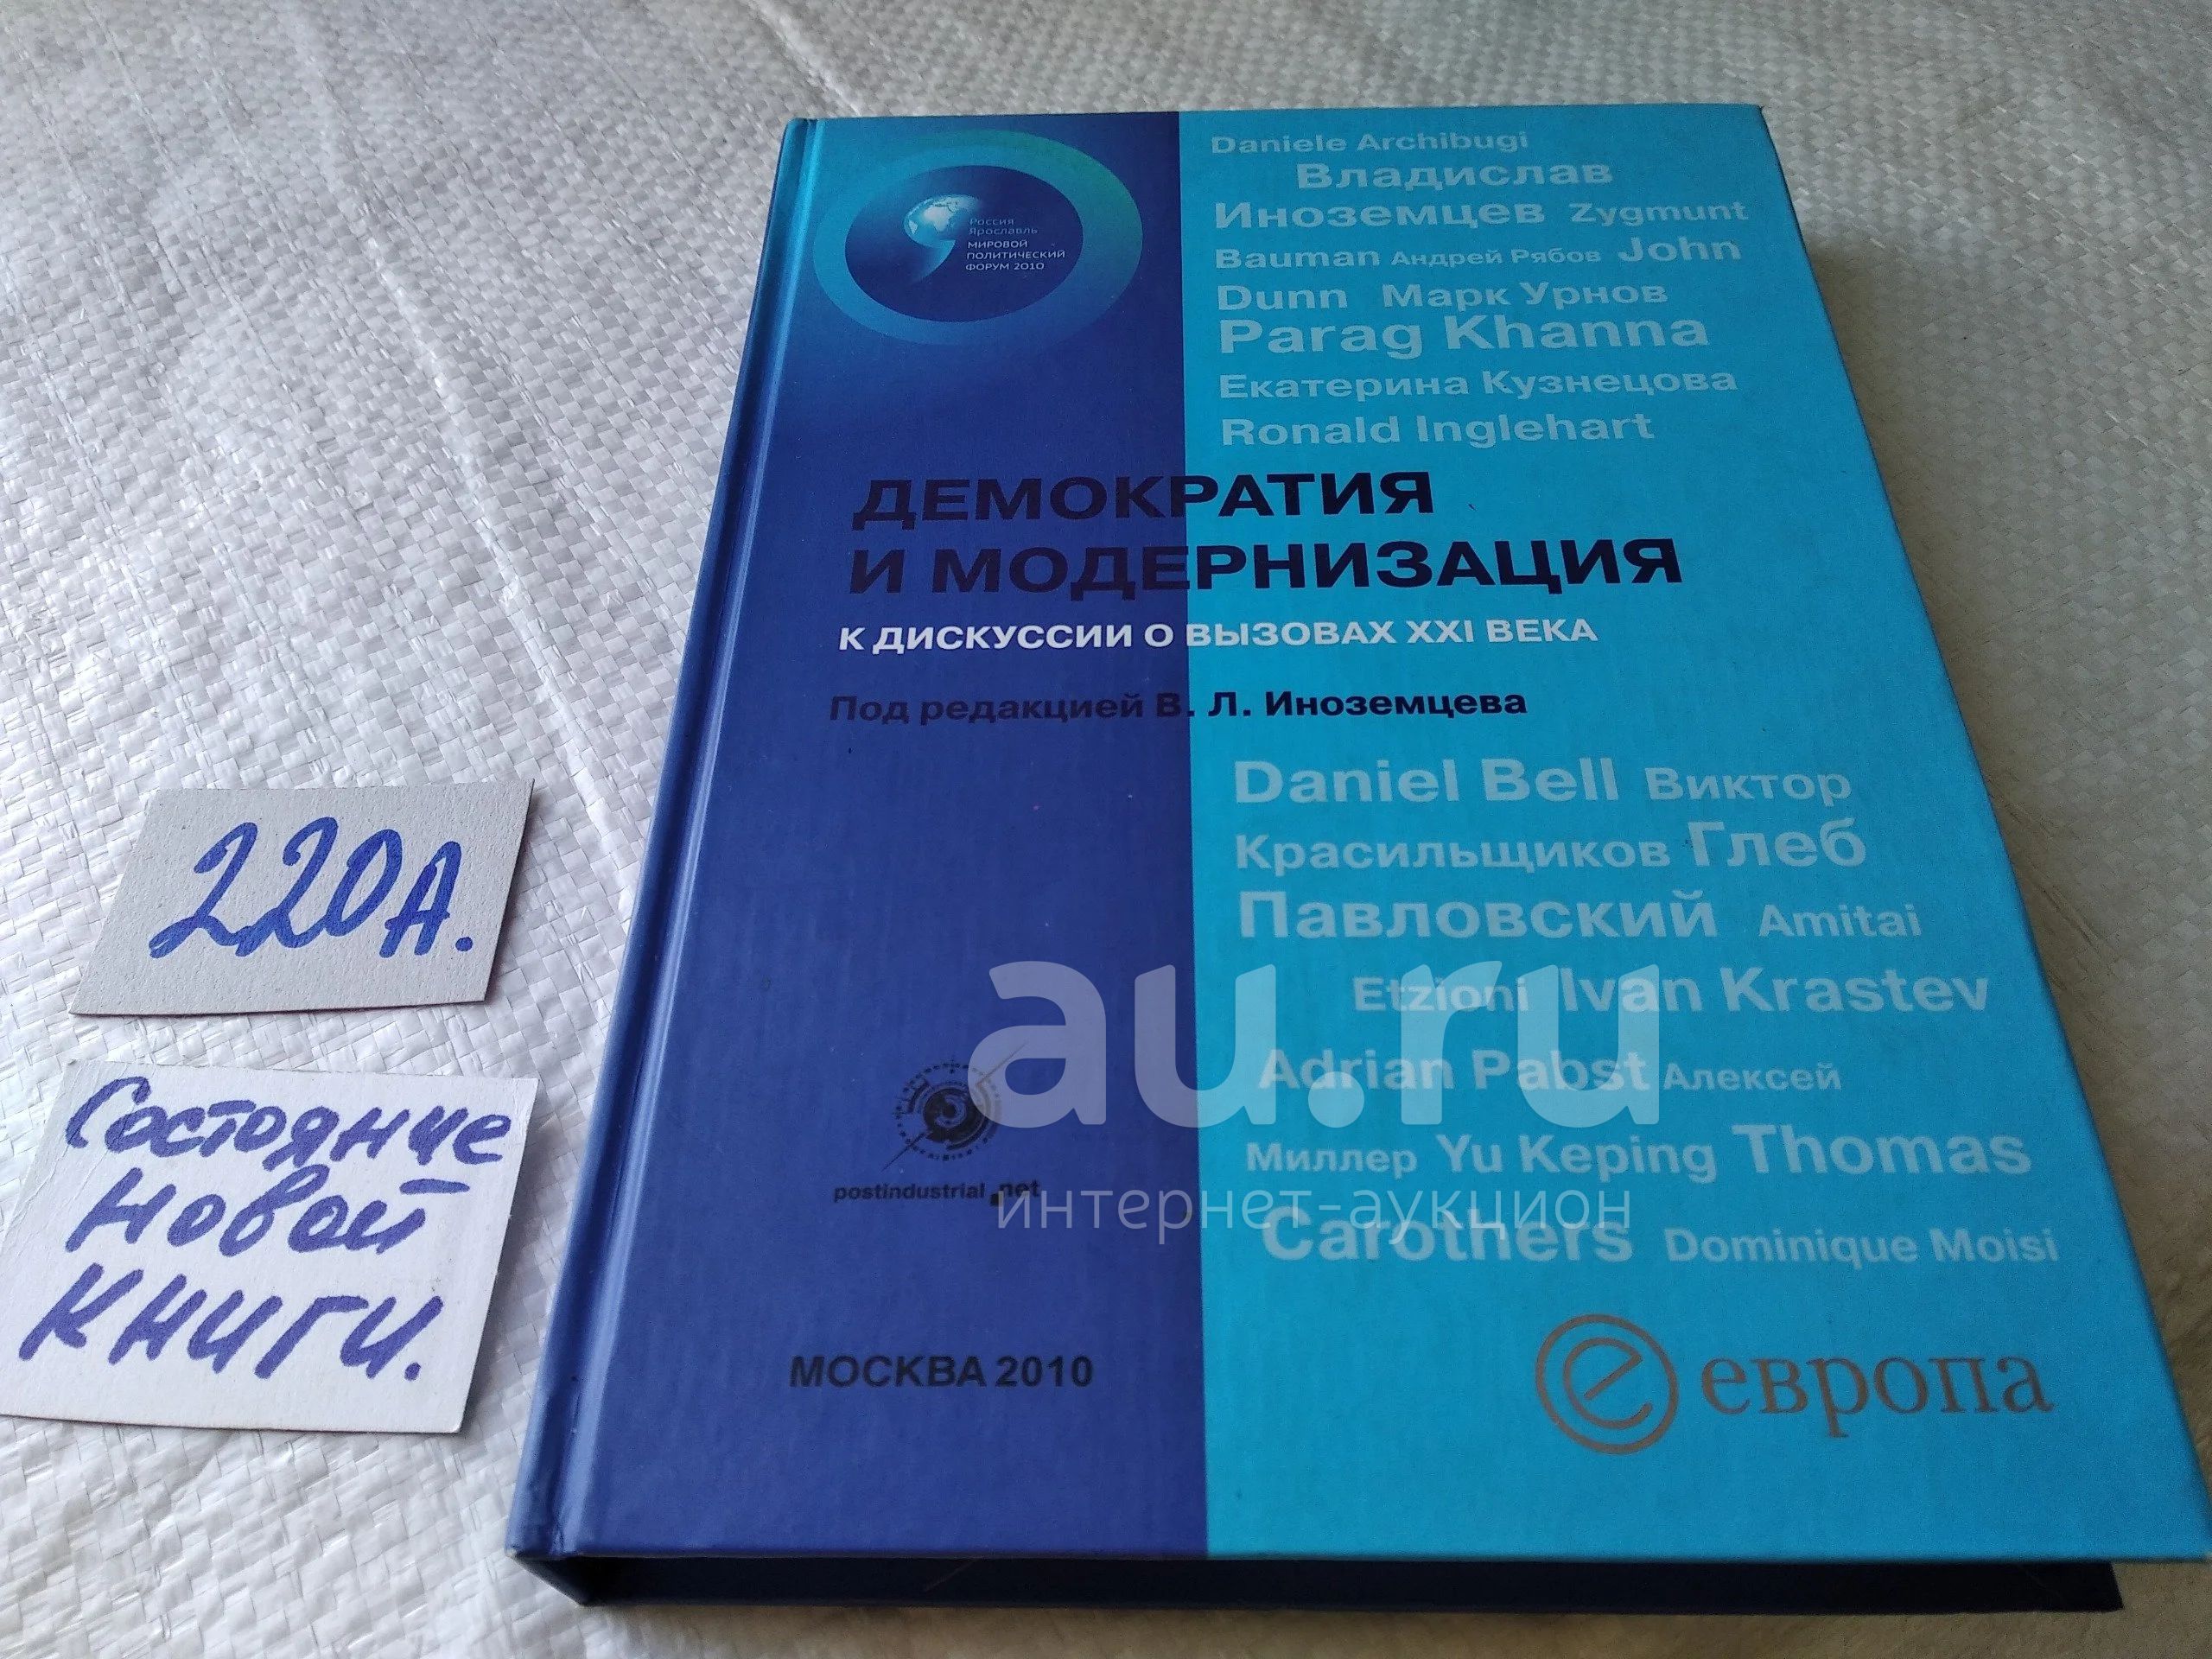 Россия
Ярославль
МИРОВОЙ
ПОЛИТИЧЕСКИЙ
ФОРУМ 2010
Daniele Archibugi
Владислав
Иноземцев Zygmunt
Bauman Андрей Рябов John
Dunn Марк Урнов
Parag Khanna
Екатерина Кузнецова
Ronald Inglehart
ДЕМОКРАТИЯ
И МОДЕРНИЗАЦИЯ
К ДИСКУССИИ О ВЫЗОВАХ XXI ВЕКА
Под редакцией В. Л. Иноземцева
Daniel Bell Виктор
Красильщиков Глеб
Павловский Amitai
Etzioni Ivan Krastev
Adrian Pabst Алексей
Миллер Yu Keping Thomas
Carothers Dominique Moisi
postindustrial.net
МОСКВА 2010
европа
220А.
Состояние
новой
книги.
au.ru
интернет-аукцион